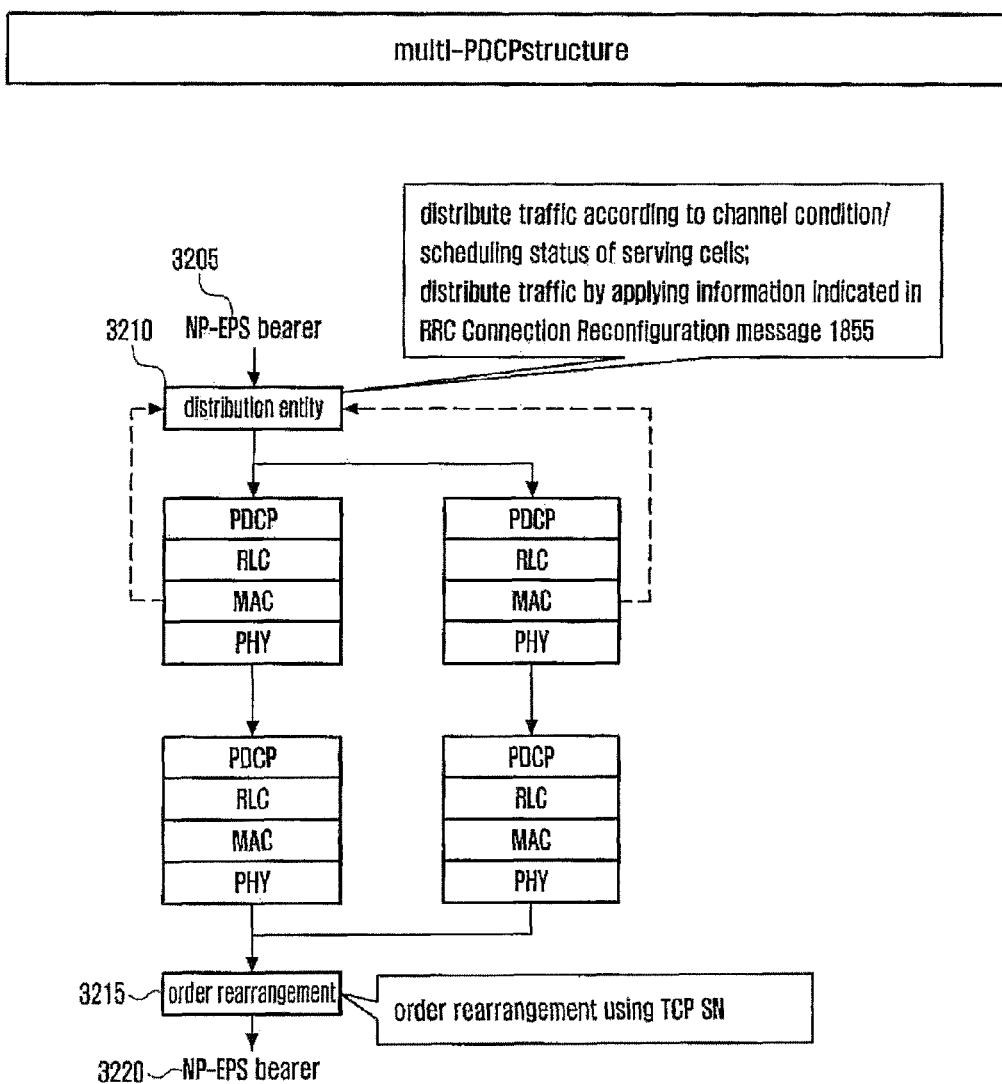 multi-PDCPstructure
distribute traffic according to channel condition/
scheduling status of serving cells;
distribute traffic by applying information indicated in
RRC Connection Reconfiguration message 1855
3205
NP-EPS bearer
3210
distribution entity
PDCP
RLC
MAC
PHY
PDCP
RLC
MAC
PHY
PDCP
RLC
MAC
PHY
PDCP
RLC
MAC
PHY
3215
order rearrangement
order rearrangement using TCP SN
3220
NP-EPS bearer